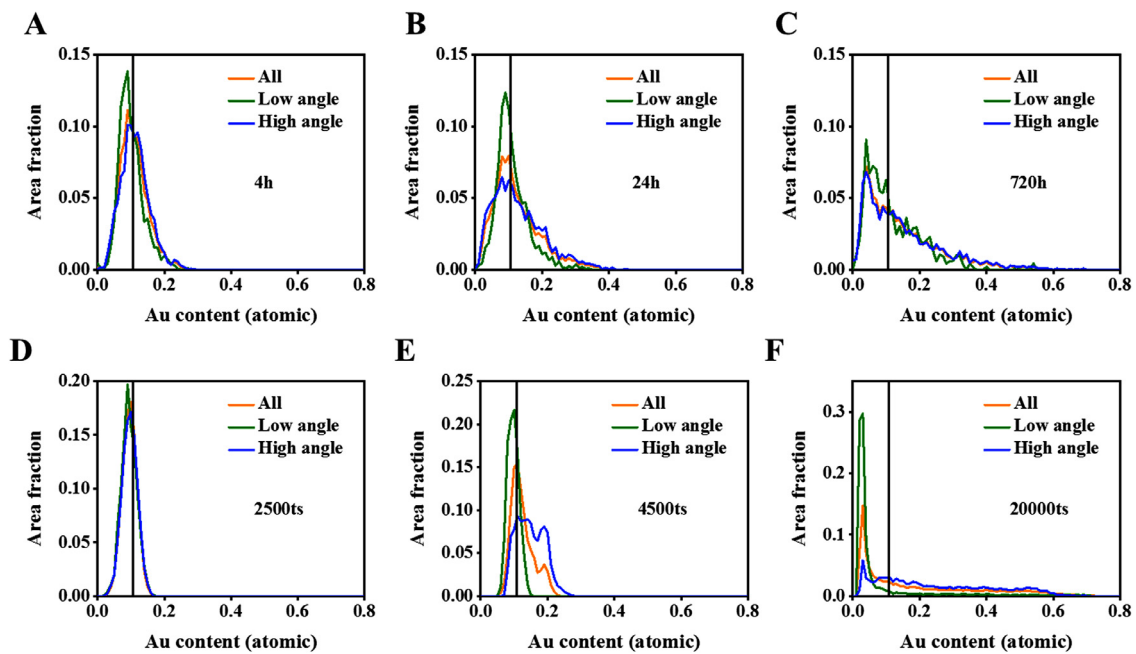 A
0.15
0.10
0.05
0.00
Area fraction
All
Low angle
High angle
4h
0.0 0.2 0.4 0.6 0.8
Au content (atomic)
B
0.15
0.10
0.05
0.00
Area fraction
All
Low angle
High angle
24h
0.0 0.2 0.4 0.6 0.8
Au content (atomic)
C
0.15
0.10
0.05
0.00
Area fraction
All
Low angle
High angle
720h
0.0 0.2 0.4 0.6 0.8
Au content (atomic)
D
0.20
0.15
0.10
0.05
0.00
Area fraction
All
Low angle
High angle
2500ts
0.0 0.2 0.4 0.6 0.8
Au content (atomic)
E
0.25
0.20
0.15
0.10
0.05
0.00
Area fraction
All
Low angle
High angle
4500ts
0.0 0.2 0.4 0.6 0.8
Au content (atomic)
F
0.3
0.2
0.1
0.0
Area fraction
All
Low angle
High angle
20000ts
0.0 0.2 0.4 0.6 0.8
Au content (atomic)